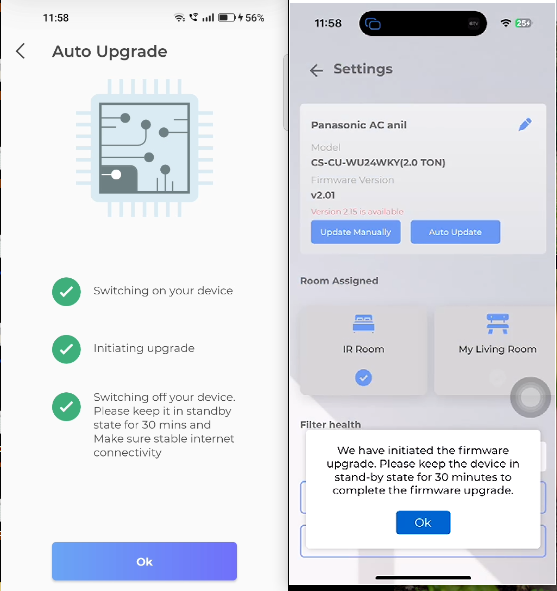 11:58
56%
Auto Upgrade
Switching on your device
Initiating upgrade
Switching off your device.
Please keep it in standby
state for 30 mins and
Make sure stable internet
connectivity
Ok
11:58
25
Settings
Panasonic AC anil
Model
CS-CU-WU24WKY(2.0 TON)
Firmware Version
v2.01
Version 2.15 is available
Update Manually
Auto Update
Room Assigned
IR Room
My Living Room
Filter health
We have initiated the firmware
upgrade. Please keep the device in
stand-by state for 30 minutes to
complete the firmware upgrade.
Ok